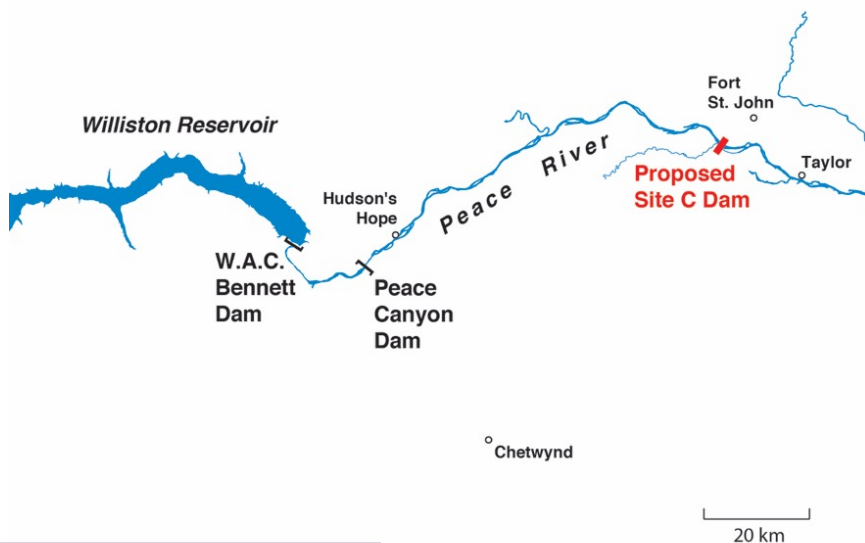 Fort
St. John
Williston Reservoir
Taylor
Proposed
Site C Dam
Hudson's
Hope
Peace River
W.A.C.
Bennett
Dam
Peace
Canyon
Dam
Chetwynd
20 km